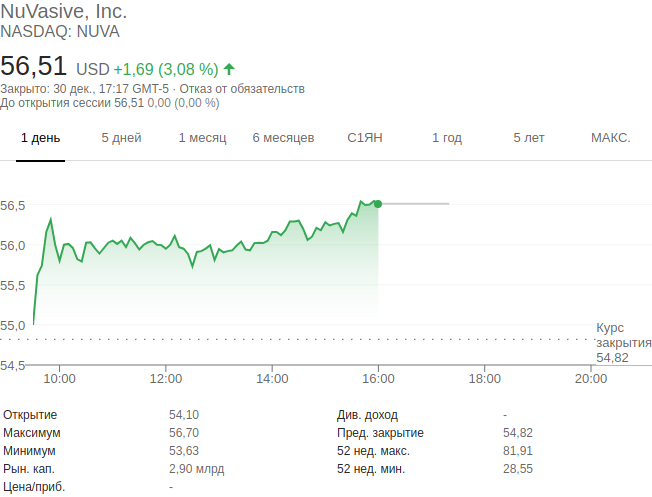 NuVasive, Inc.
NASDAQ: NUVA
56,51 USD +1,69 (3,08 %)
Закрыто: 30 дек., 17:17 GMT-5 · Отказ от обязательств
До открытия сессии 56,51 0,00 (0,00 %)
1 день 5 дней 1 месяц 6 месяцев С1ЯН 1 год 5 лет МАКС.
56,5
56,0
55,5
55,0
54,5
Курс
закрытия
54,82
10:00 12:00 14:00 16:00 18:00 20:00
Открытие 54,10 Див. доход -
Максимум 56,70 Пред. закрытие 54,82
Минимум 53,63 52 нед. макс. 81,91
Рын. кап. 2,90 млрд 52 нед. мин. 28,55
Цена/приб. -